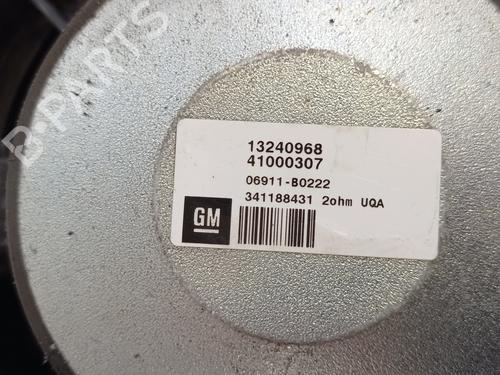 B-PARTS
13240968
41000307
06911-B0222
341188431 2ohm UQA
GM